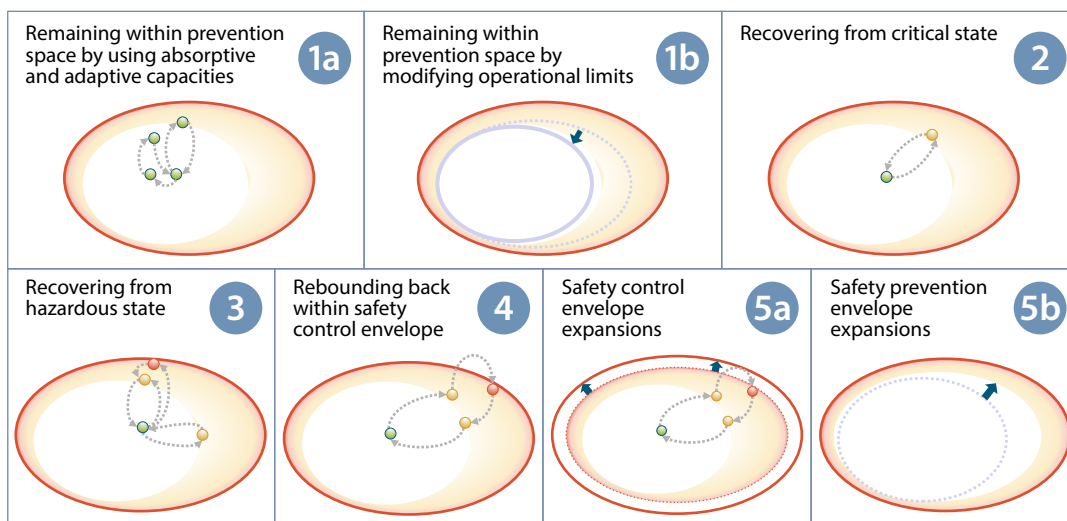 Remaining within prevention
space by using absorptive
and adaptive capacities
1a
Remaining within
prevention space by
modifying operational limits
1b
Recovering from critical state
2
Recovering from
hazardous state
3
Rebounding back
within safety
control envelope
4
Safety control
envelope
expansions
5a
Safety prevention
envelope
expansions
5b